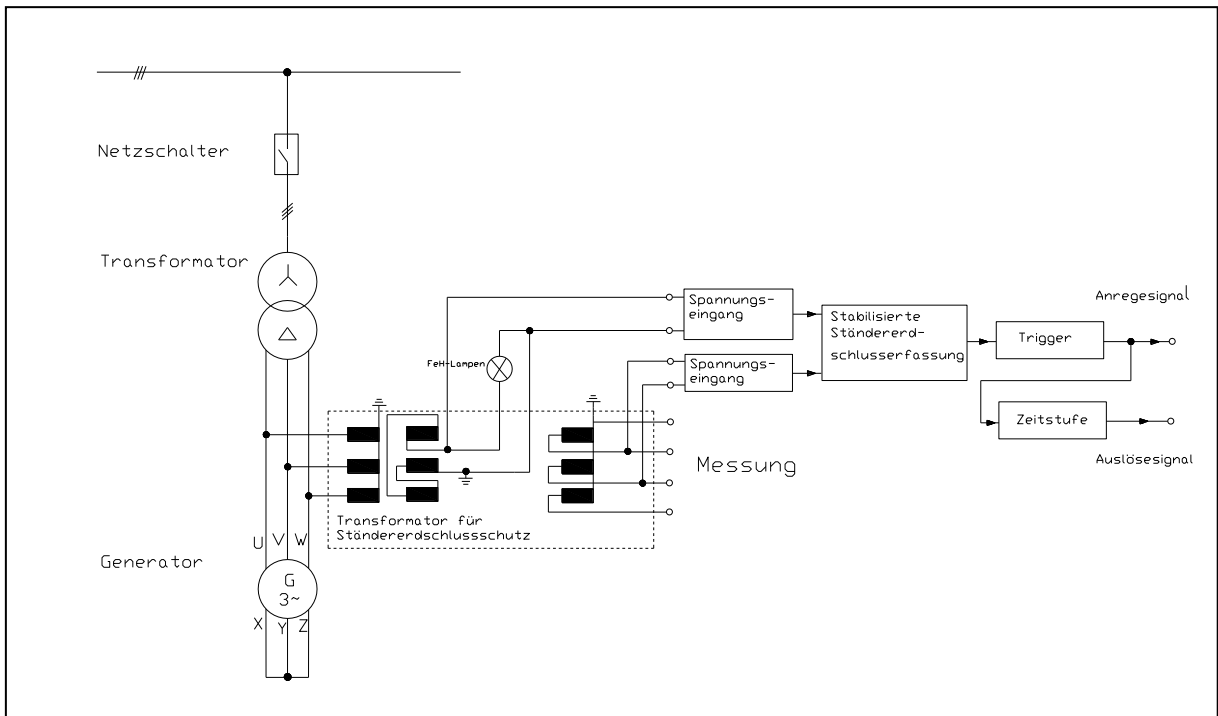 Netzschalter
Transformator
Spannungs-
eingang
Stabilisierte
Ständererd-
schlusserfassung
Anregesignal
Trigger
FeH-Lampen
Spannungs-
eingang
Zeitstufe
Auslösesignal
Messung
Transformator für
Ständererdschlussschutz
U V W
Generator
G
3~
X Y Z